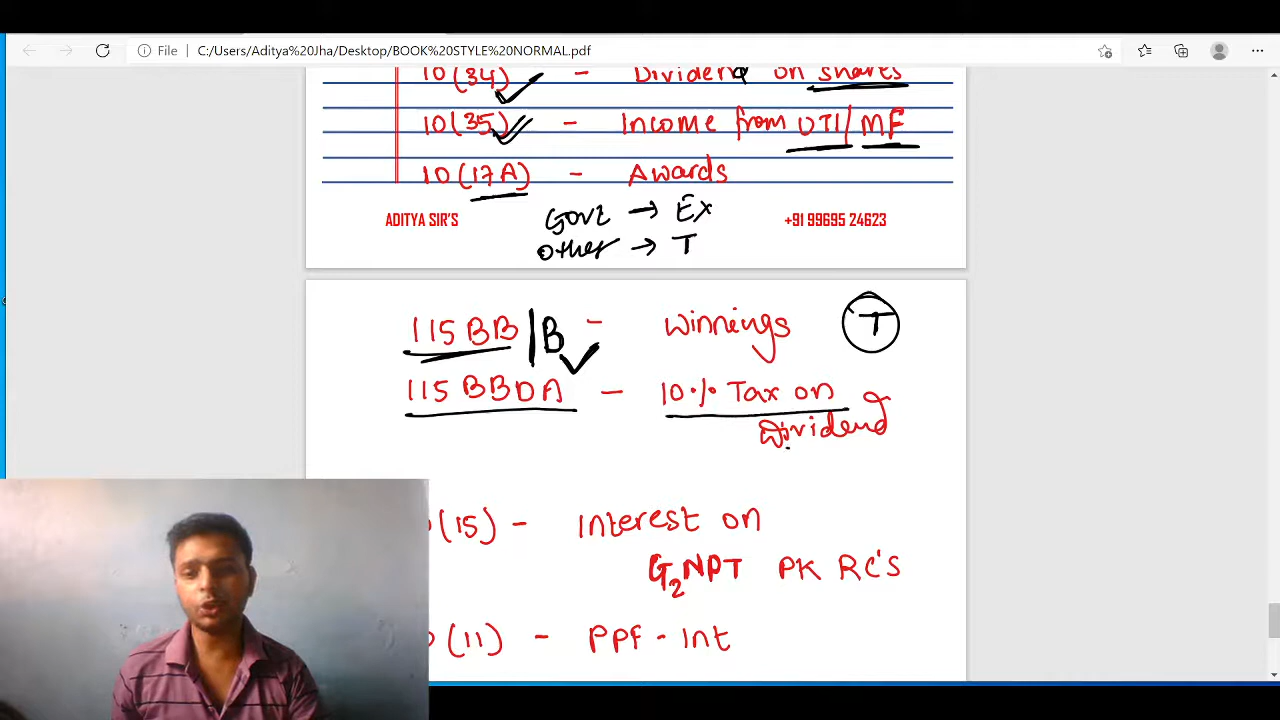 File C:/Users/Aditya%20Jha/Desktop/BOOK%20STYLE%20NORMAL.pdf
10(34) - Dividend on shares
10(35) - Income from UTI/MF
10(17A) - Awards
Govt → Ex
Other → T
ADITYA SIR'S
+91 99695 24623
115 BB|B - Winnings T
115 BBDA - 10% Tax on
Dividend
(15) - Interest on
G2NPT PK RC'S
(11) - PPF - Int